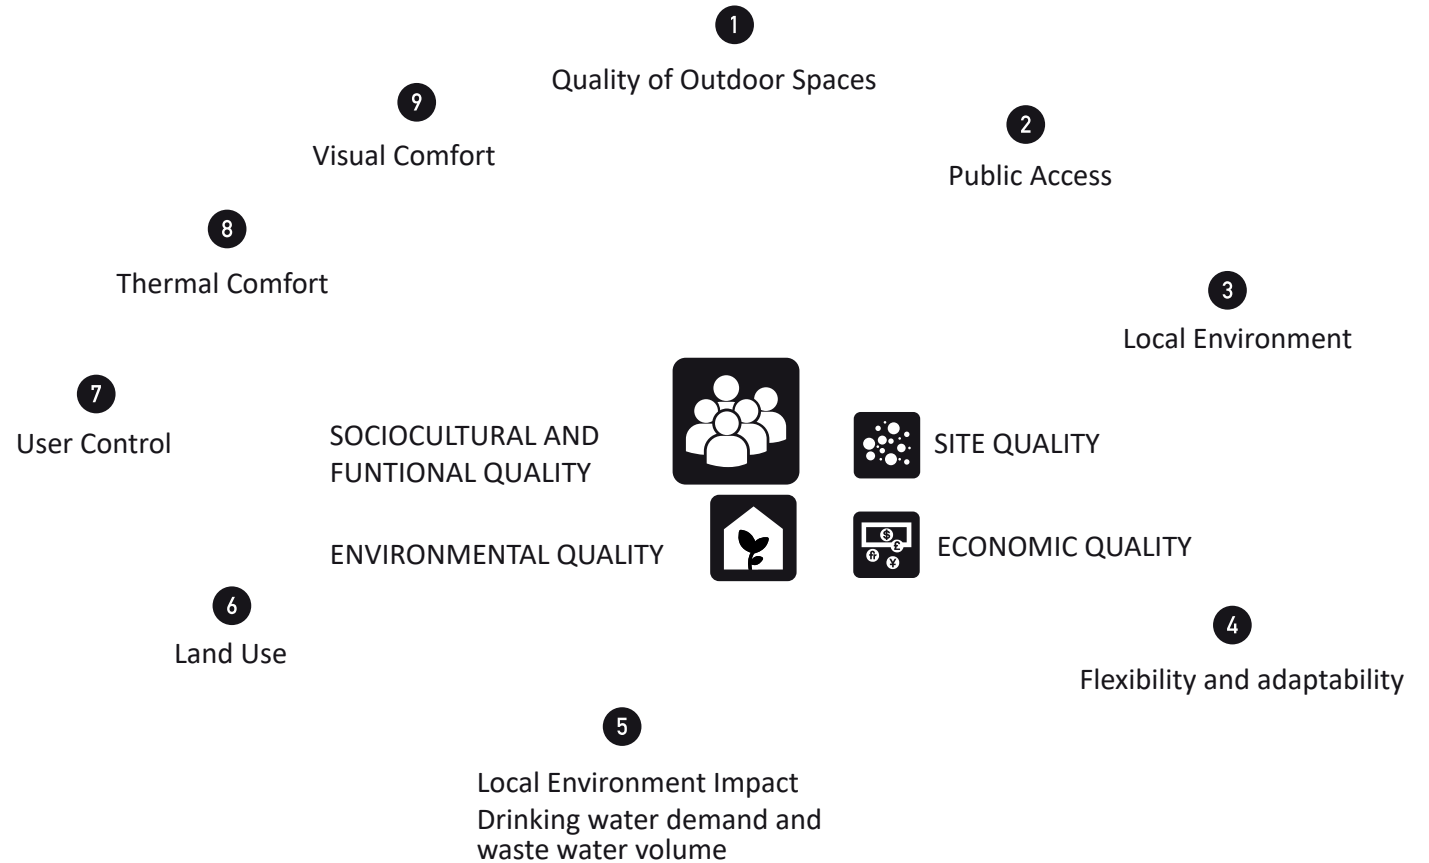 1
Quality of Outdoor Spaces
9
Visual Comfort
2
Public Access
8
Thermal Comfort
3
Local Environment
7
User Control
SOCIOCULTURAL AND
FUNTIONAL QUALITY
SITE QUALITY
ENVIRONMENTAL QUALITY
$
£
¥
ECONOMIC QUALITY
6
Land Use
4
Flexibility and adaptability
5
Local Environment Impact
Drinking water demand and
waste water volume